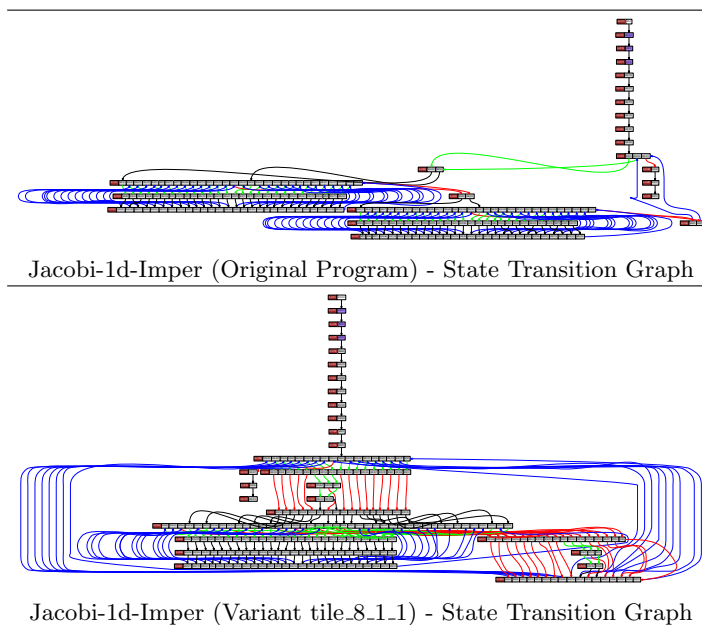 Jacobi-1d-Imper (Original Program) - State Transition Graph
Jacobi-1d-Imper (Variant tile_8_1_1) - State Transition Graph